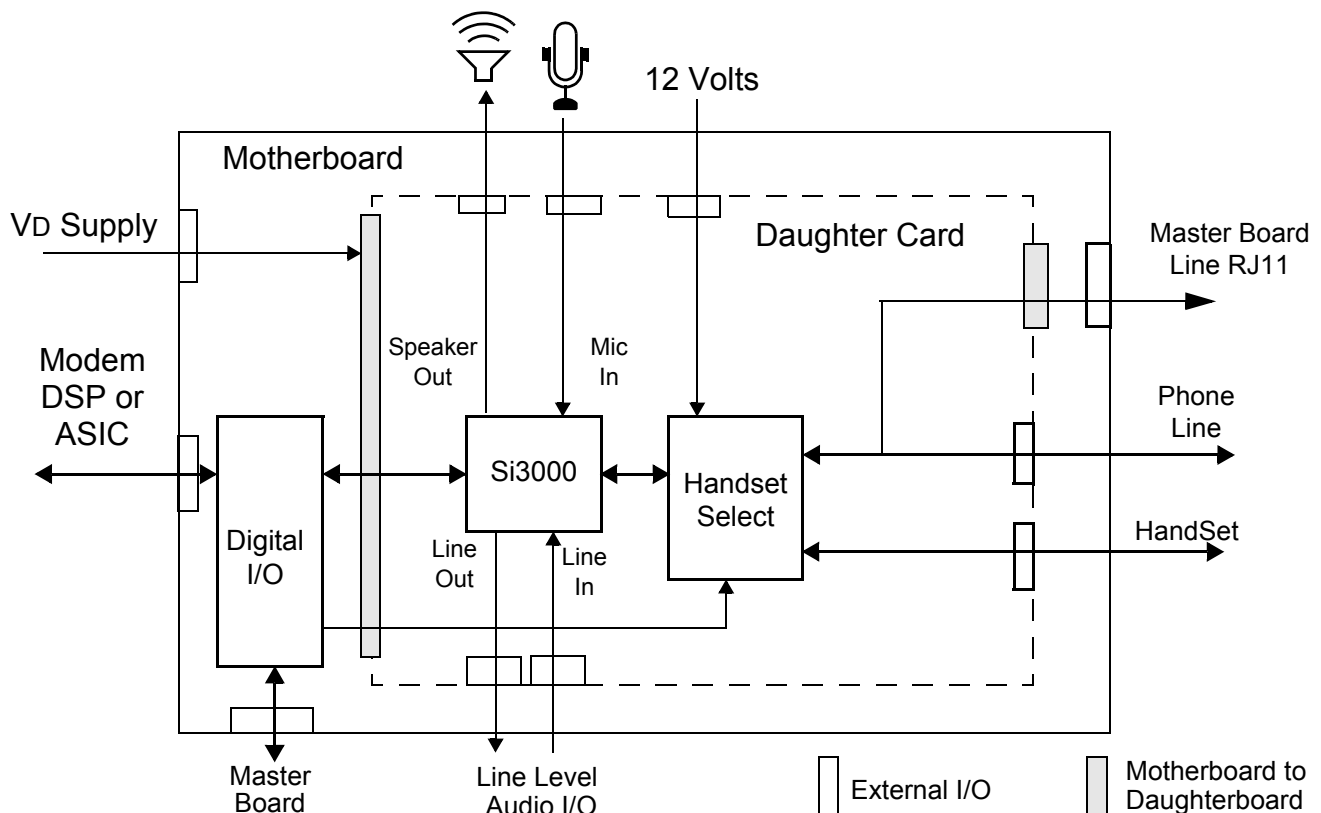 12 Volts
Motherboard
VD Supply
Daughter Card
Master Board
Line RJ11
Speaker
Out
Mic
In
Modem
DSP or
ASIC
Phone
Line
Si3000
Handset
Select
Digital
I/O
Line
Out
Line
In
HandSet
Master
Board
Line Level
Audio I/O
External I/O
Motherboard to
Daughterboard